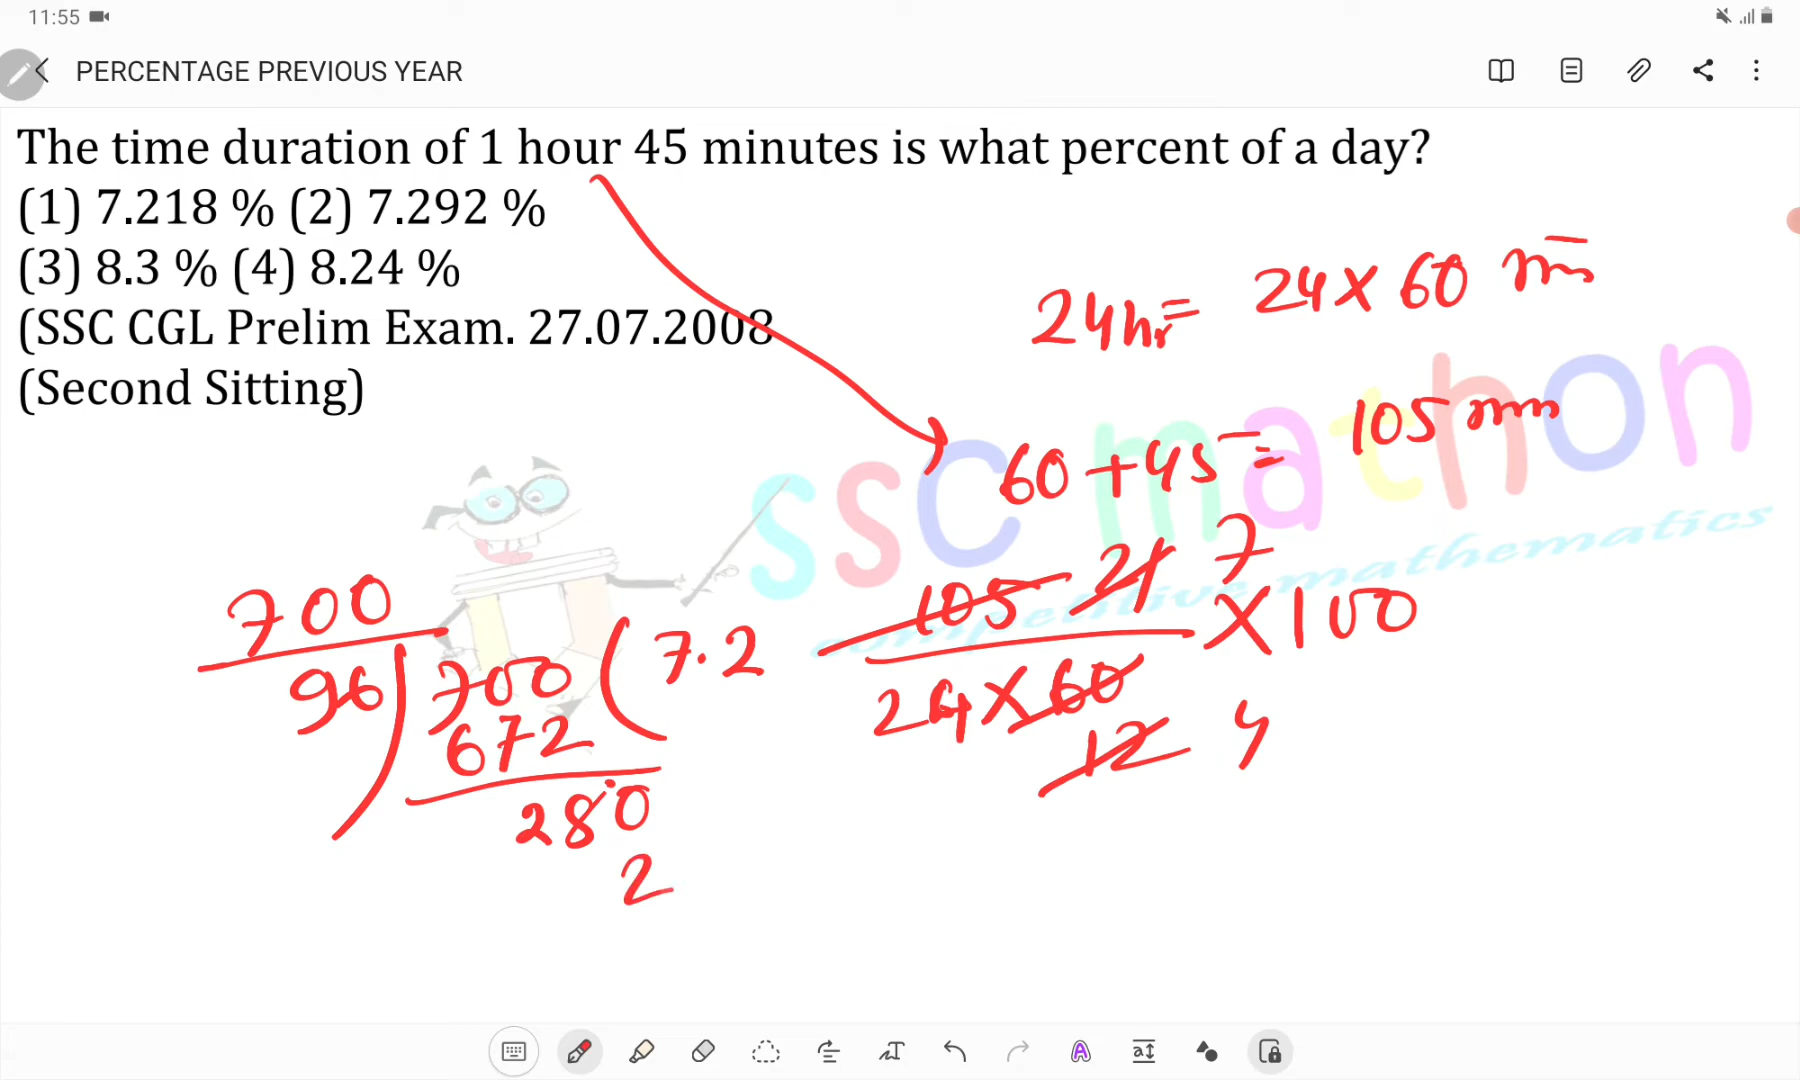 11:55
PERCENTAGE PREVIOUS YEAR
The time duration of 1 hour 45 minutes is what percent of a day?
(1) 7.218 % (2) 7.292 %
(3) 8.3 % (4) 8.24 %
(SSC CGL Prelim Exam. 27.07.2008
(Second Sitting)
24hr = 24 × 60
60 + 45 = 105
SSC mathon
competitive mathematics
105 21 7
× 100
24 × 60
12 4
700
96 ) 700 ( 7.2
672
280
2